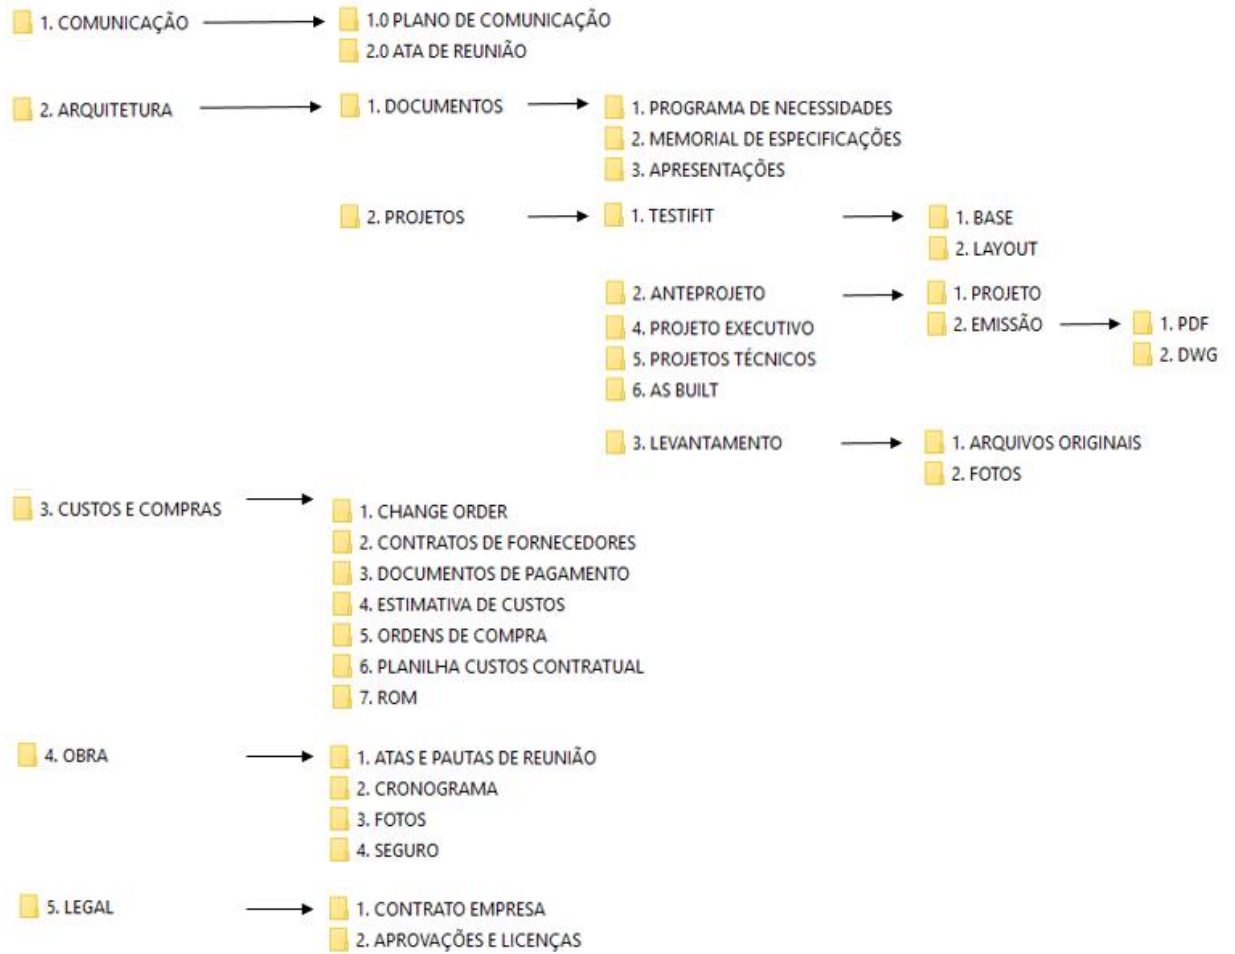 1. COMUNICAÇÃO
1.0 PLANO DE COMUNICAÇÃO
2.0 ATA DE REUNIÃO
2. ARQUITETURA
1. DOCUMENTOS
1. PROGRAMA DE NECESSIDADES
2. MEMORIAL DE ESPECIFICAÇÕES
3. APRESENTAÇÕES
2. PROJETOS
1. TESTIFIT
1. BASE
2. LAYOUT
2. ANTEPROJETO
1. PROJETO
4. PROJETO EXECUTIVO
2. EMISSÃO
1. PDF
5. PROJETOS TÉCNICOS
2. DWG
6. AS BUILT
3. LEVANTAMENTO
1. ARQUIVOS ORIGINAIS
2. FOTOS
3. CUSTOS E COMPRAS
1. CHANGE ORDER
2. CONTRATOS DE FORNECEDORES
3. DOCUMENTOS DE PAGAMENTO
4. ESTIMATIVA DE CUSTOS
5. ORDENS DE COMPRA
6. PLANILHA CUSTOS CONTRATUAL
7. ROM
4. OBRA
1. ATAS E PAUTAS DE REUNIÃO
2. CRONOGRAMA
3. FOTOS
4. SEGURO
5. LEGAL
1. CONTRATO EMPRESA
2. APROVAÇÕES E LICENÇAS